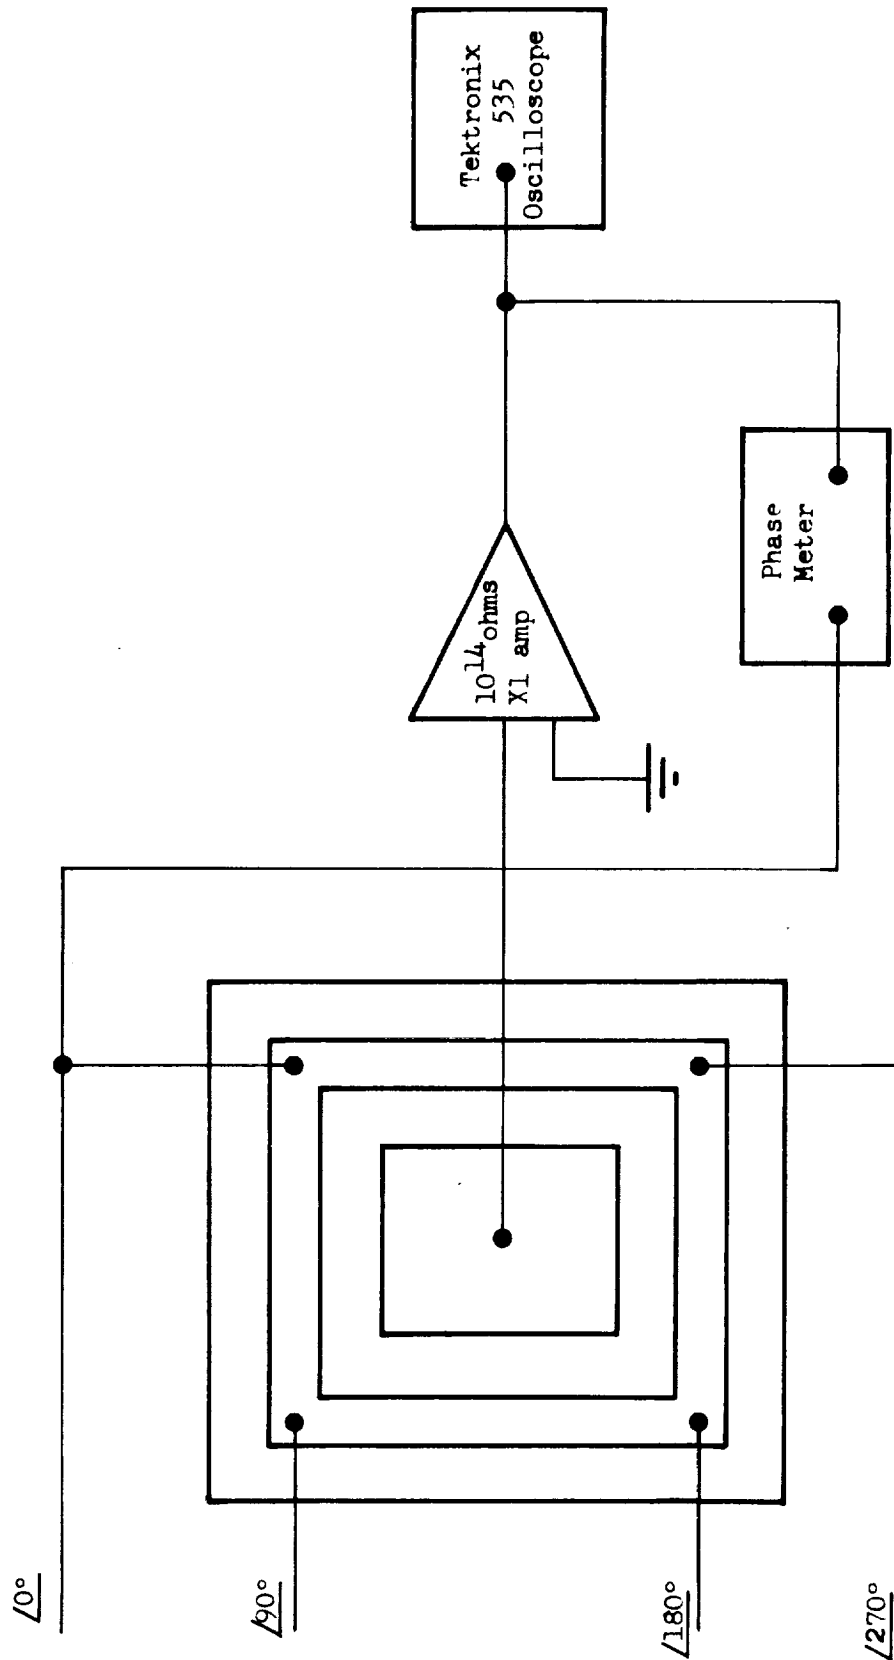 Tektronix
535
Oscilloscope
10^14 ohms
X1 amp
Phase
Meter
/0°
/90°
/180°
/270°